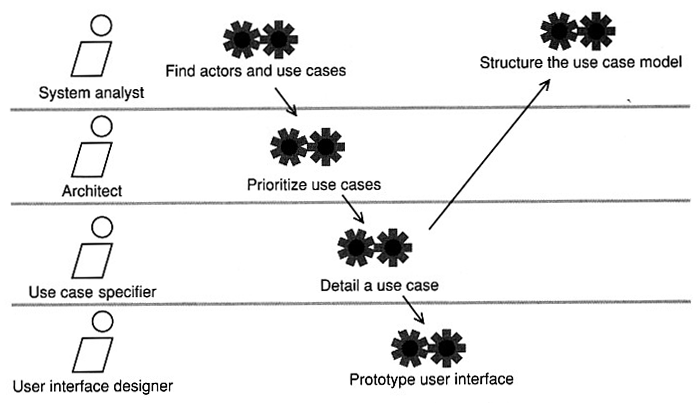 Find actors and use cases
Structure the use case model
System analyst
Prioritize use cases
Architect
Detail a use case
Use case specifier
Prototype user interface
User interface designer